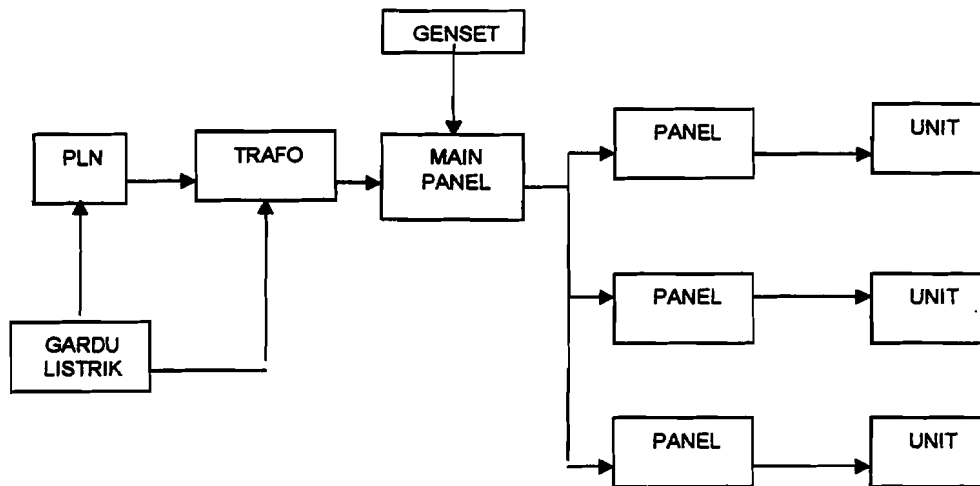 GENSET
PLN
TRAFO
MAIN
PANEL
PANEL
UNIT
PANEL
UNIT
GARDU
LISTRIK
PANEL
UNIT